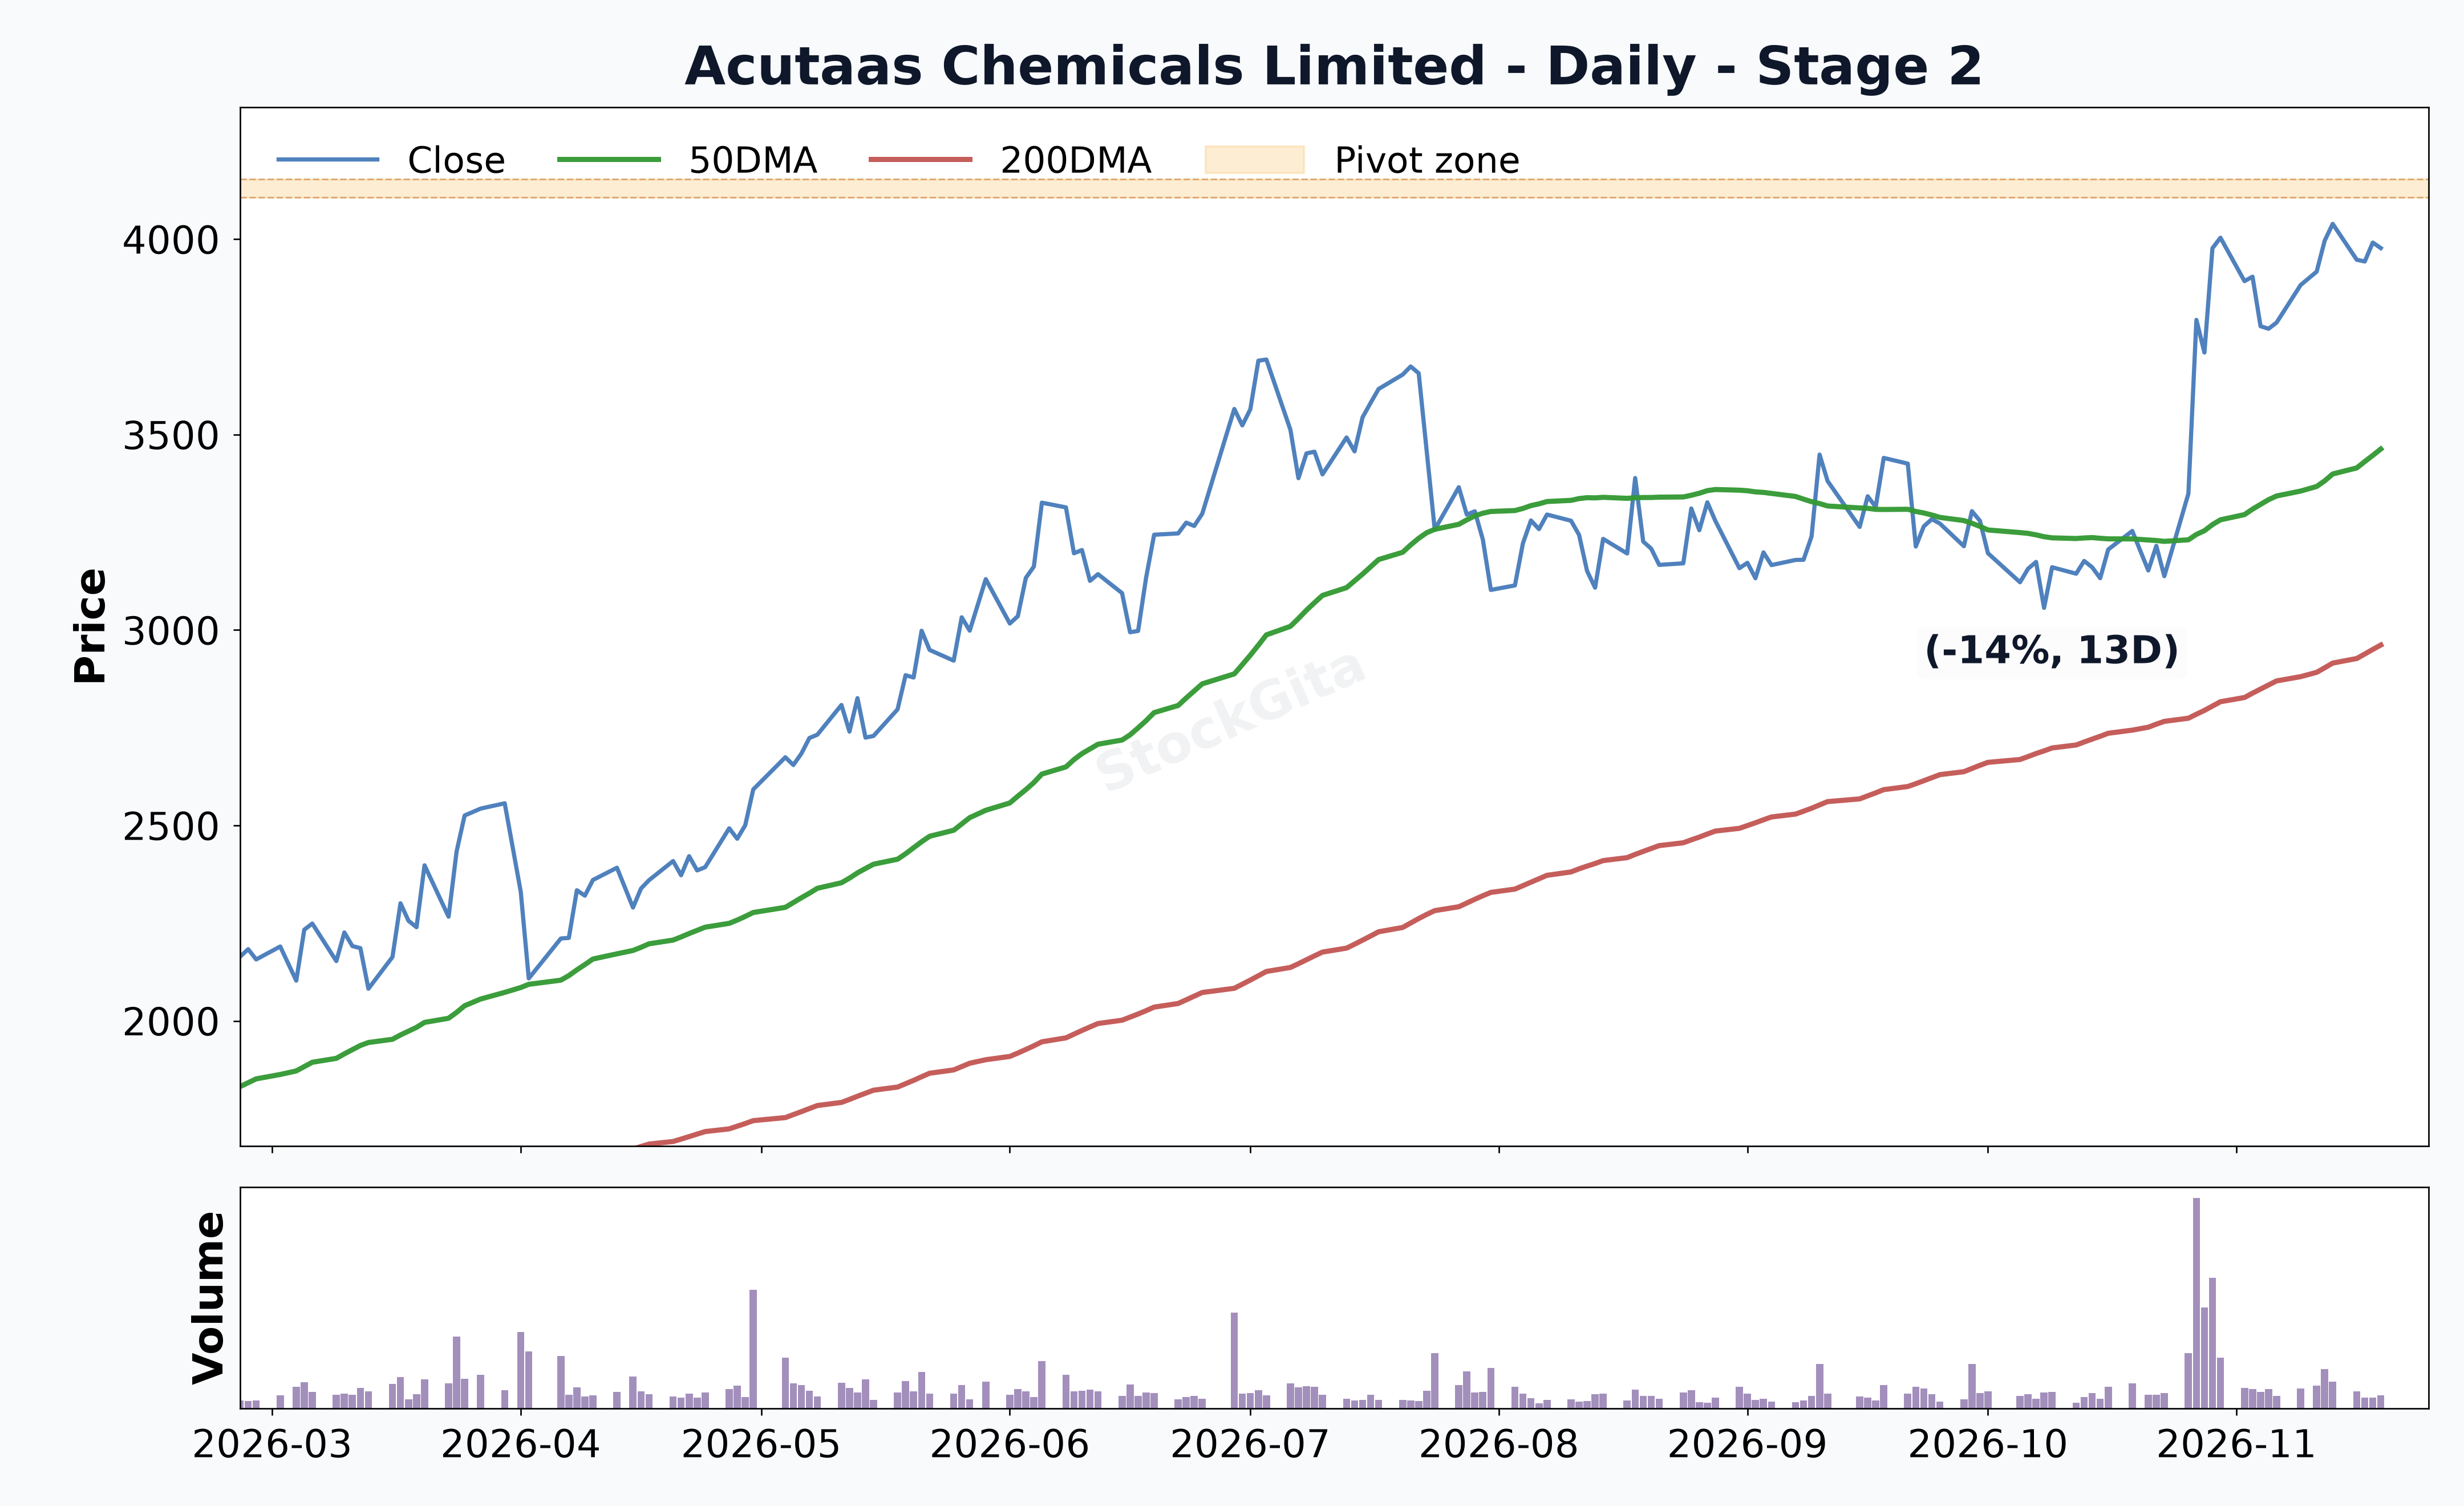 Acutaas Chemicals Limited - Daily - Stage 2
Close 50DMA 200DMA Pivot zone
4000
3500
3000
2500
2000
Price
(-14%, 13D)
StockGita
Volume
2026-03 2026-04 2026-05 2026-06 2026-07 2026-08 2026-09 2026-10 2026-11